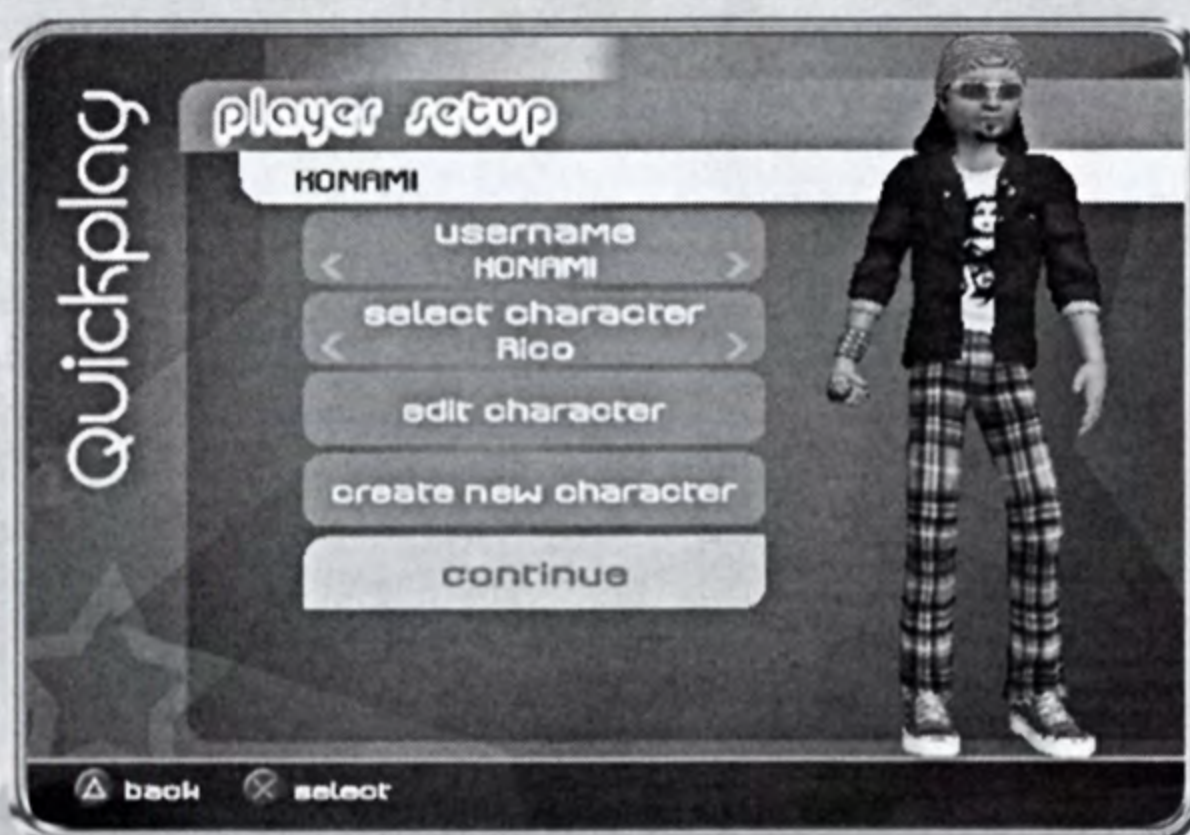 Quickplay
player setup
KONAMI
username
< KONAMI >
select character
< Rico >
edit character
create new character
continue
back select